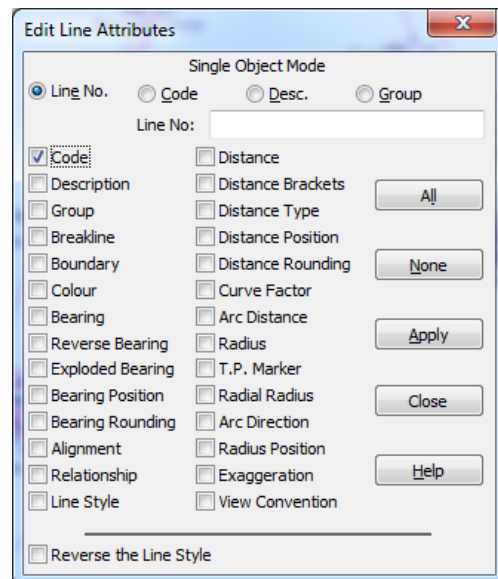 Edit Line Attributes
Single Object Mode
Line No. Code Desc. Group
Line No:
Code Distance
Description Distance Brackets
All
Group Distance Type
Breakline Distance Position
Boundary Distance Rounding None
Colour Curve Factor
Bearing Arc Distance
Reverse Bearing Radius Apply
Exploded Bearing T.P. Marker
Bearing Position Radial Radius Close
Bearing Rounding Arc Direction
Alignment Radius Position
Relationship Exaggeration Help
Line Style View Convention
Reverse the Line Style